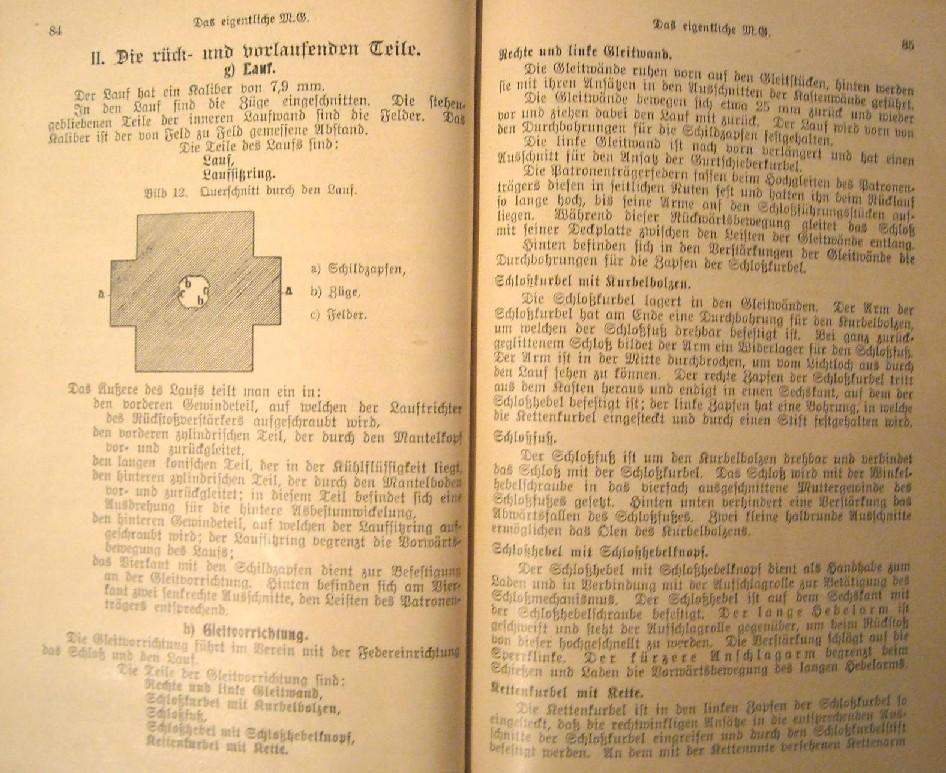 84
Das eigentliche M.G.
II. Die rück- und vorlaufenden Teile.
g) Lauf.
Der Lauf hat ein Kaliber von 7,9 mm.
In den Lauf sind die Züge eingeschnitten. Die stehen-
gebliebenen Teile der inneren Laufwand sind die Felder. Das
Kaliber ist der von Feld zu Feld gemessene Abstand.
Die Teile des Laufs sind:
Lauf,
Laufsitzring.
Bild 12. Querschnitt durch den Lauf.
a
b
c
c
b
a
a) Schildzapfen,
b) Züge,
c) Felder.
Das Äußere des Laufs teilt man ein in:
den vorderen Gewindeteil, auf welchen der Lauftrichter
des Rückstoßverstärkers aufgeschraubt wird,
den vorderen zylindrischen Teil, der durch den Mantelkopf
vor- und zurückgleitet,
den langen konischen Teil, der in der Kühlflüssigkeit liegt,
den hinteren zylindrischen Teil, der durch den Mantelboden
vor- und zurückgleitet; in diesem Teil befindet sich eine
Ausdrehung für die hintere Asbestumwickelung,
den hinteren Gewindeteil, auf welchen der Laufsitzring auf-
geschraubt wird; der Laufsitzring begrenzt die Vorwärts-
bewegung des Laufs;
das Vierkant mit den Schildzapfen dient zur Befestigung
an der Gleitvorrichtung. Hinten befinden sich am Vier-
kant zwei senkrechte Ausschnitte, den Leisten des Patronen-
trägers entsprechend.
h) Gleitvorrichtung.
Die Gleitvorrichtung führt im Verein mit der Federeinrichtung
das Schloß und den Lauf.
Die Teile der Gleitvorrichtung sind:
Rechte und linke Gleitwand,
Schloßkurbel mit Kurbelbolzen,
Schloßfuß,
Schloßhebel mit Schloßhebelknopf,
Kettenkurbel mit Kette.
Das eigentliche M.G.
85
Rechte und linke Gleitwand.
Die Gleitwände ruhen vorn auf den Gleitstücken, hinten werden
sie mit ihren Ansätzen in den Ausschnitten der Kastenwände geführt.
Die Gleitwände bewegen sich etwa 25 mm zurück und wieder
vor und ziehen dabei den Lauf mit zurück. Der Lauf wird vorn von
den Durchbohrungen für die Schildzapfen festgehalten.
Die linke Gleitwand ist nach vorn verlängert und hat einen
Ausschnitt für den Ansatz der Gurtschieberkurbel.
Die Patronenträgerfedern fassen beim Hochgleiten des Patronen-
trägers diesen in seitlichen Nuten fest und halten ihn beim Rücklauf
so lange hoch, bis seine Arme auf den Schloßführungsstücken auf-
liegen. Während dieser Rückwärtsbewegung gleitet das Schloß
mit seiner Deckplatte zwischen den Leisten der Gleitwände entlang.
Hinten befinden sich in den Verstärkungen der Gleitwände die
Durchbohrungen für die Zapfen der Schloßkurbel.
Schloßkurbel mit Kurbelbolzen.
Die Schloßkurbel lagert in den Gleitwänden. Der Arm der
Schloßkurbel hat am Ende eine Durchbohrung für den Kurbelbolzen,
um welchen der Schloßfuß drehbar befestigt ist. Bei ganz zurück-
geglittenem Schloß bildet der Arm ein Widerlager für den Schloßfuß.
Der Arm ist in der Mitte durchbrochen, um vom Lichtloch aus durch
den Lauf sehen zu können. Der rechte Zapfen der Schloßkurbel tritt
aus dem Kasten heraus und endigt in einen Sechskant, auf dem der
Schloßhebel befestigt ist; der linke Zapfen hat eine Bohrung, in welche
die Kettenkurbel eingesteckt und durch einen Stift festgehalten wird.
Schloßfuß.
Der Schloßfuß ist um den Kurbelbolzen drehbar und verbindet
das Schloß mit der Schloßkurbel. Das Schloß wird mit der Winkel-
hebelschraube in das vierfach ausgeschnittene Muttergewinde des
Schloßfußes gesetzt. Hinten unten verhindert eine Verstärkung das
Abwärtsfallen des Schloßfußes. Zwei kleine halbrunde Ausschnitte
ermöglichen das Ölen des Kurbelbolzens.
Schloßhebel mit Schloßhebelknopf.
Der Schloßhebel mit Schloßhebelknopf dient als Handhabe zum
Laden und in Verbindung mit der Aufschlagrolle zur Betätigung des
Schloßmechanismus. Der Schloßhebel ist auf dem Sechskant mit
der Schloßhebelschraube befestigt. Der lange Hebelarm ist
geschweift und steht der Aufschlagrolle gegenüber, um beim Rückstoß
von dieser hochgeschnellt zu werden. Die Verstärkung schlägt auf die
Sperrklinke. Der kürzere Anschlagarm begrenzt beim
Schießen und Laden die Vorwärtsbewegung des langen Hebelarms.
Kettenkurbel mit Kette.
Die Kettenkurbel ist in den linken Zapfen der Schloßkurbel so
eingesteckt, daß die rechtwinkligen Ansätze in die entsprechenden Aus-
schnitte der Schloßkurbel eingreifen und durch den Schloßkurbelstift
befestigt werden. An dem mit der Kettennute versehenen Kettenarm